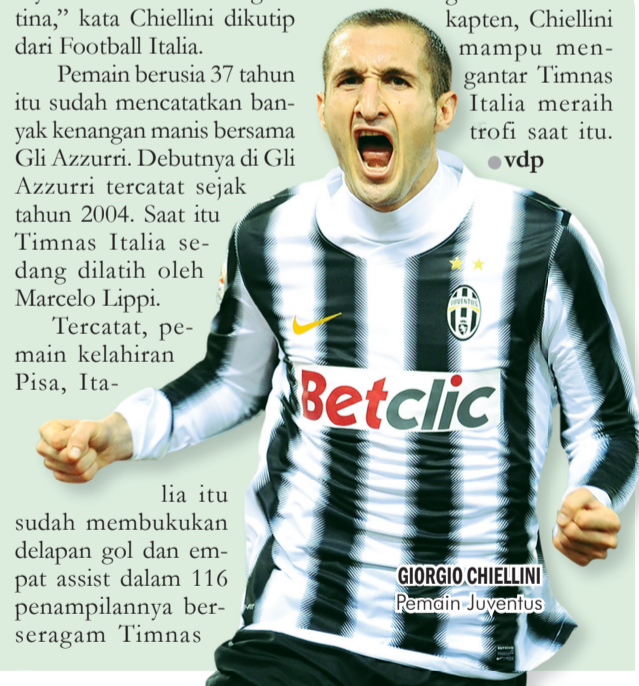 tina,” kata Chiellini dikutip
dari Football Italia.
Pemain berusia 37 tahun
itu sudah mencatatkan ban-
yak kenangan manis bersama
Gli Azzurri. Debutnya di Gli
Azzurri tercatat sejak
tahun 2004. Saat itu
Timnas Italia se-
dang dilatih oleh
Marcelo Lippi.
Tercatat, pe-
main kelahiran
Pisa, Ita-
lia itu
sudah membukukan
delapan gol dan em-
pat assist dalam 116
penampilannya ber-
seragam Timnas
kapten, Chiellini
mampu men-
gantar Timnas
Italia meraih
trofi saat itu.
●vdp
JUVENTUS
Betclic
GIORGIO CHIELLINI
Pemain Juventus